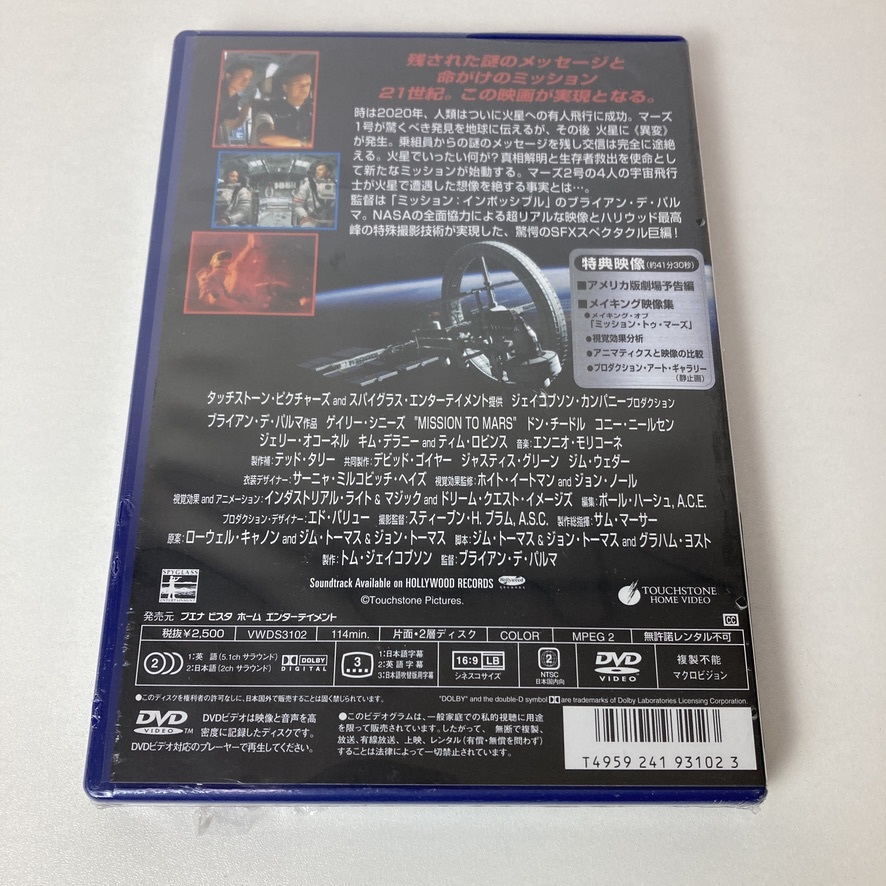 残された謎のメッセージと
命がけのミッション
21世紀。この映画が実現となる。
時は2020年、人類はついに火星への有人飛行に成功。マーズ
1号が驚くべき発見を地球に伝えるが、その後 火星に《異変》
が発生。乗組員からの謎のメッセージを残し交信は完全に途絶
える。火星でいったい何が?真相解明と生存者救出を使命とし
て新たなミッションが始動する。マーズ2号の4人の宇宙飛行
士が火星で遭遇した想像を絶する事実とは…。
監督は「ミッション:インポッシブル」のブライアン・デ・パル
マ。NASAの全面協力による超リアルな映像とハリウッド最高
峰の特殊撮影技術が実現した、驚愕のSFXスペクタクル巨編!
特典映像(約41分30秒)
■アメリカ版劇場予告編
■メイキング映像集
●メイキング・オブ
「ミッション・トゥ・マーズ」
●視覚効果分析
●アニマティクスと映像の比較
●プロダクション・アート・ギャラリー
(静止画)
タッチストーン・ピクチャーズ and スパイグラス・エンターテイメント提供 ジェイコブソン・カンパニープロダクション
ブライアン・デ・パルマ作品 ゲイリー・シニーズ "MISSION TO MARS" ドン・チードル コニー・ニールセン
ジェリー・オコーネル キム・デラニー and ティム・ロビンス 音楽:エンニオ・モリコーネ
製作補:テッド・タリー 共同製作:デビッド・ゴイヤー ジャスティス・グリーン ジム・ウェダー
衣装デザイナー:サーニャ・ミルコビッチ・ヘイズ 視覚効果監修:ホイト・イートマン and ジョン・ノール
視覚効果 and アニメーション:インダストリアル・ライト & マジック and ドリーム・クエスト・イメージズ 編集:ポール・ハーシュ, A.C.E.
プロダクション・デザイナー:エド・バリュー 撮影監督:スティーブン・H. ブラム, A.S.C. 製作総指揮:サム・マーサー
原案:ローウェル・キャノン and ジム・トーマス & ジョン・トーマス 脚本:ジム・トーマス & ジョン・トーマス and グラハム・ヨスト
製作:トム・ジェイコブソン 監督:ブライアン・デ・パルマ
Soundtrack Available on HOLLYWOOD RECORDS Hollywood RECORDS
©Touchstone Pictures.
SPYGLASS
ENTERTAINMENT
TOUCHSTONE
HOME VIDEO
発売元 ブエナ ビスタ ホーム エンターテイメント
CC
税抜¥2,500 VWDS3102 114min. 片面・2層ディスク COLOR MPEG 2 無許諾レンタル不可
2 1:英 語 (5.1ch サラウンド)
2:日本語 (2ch サラウンド)
DOLBY
DIGITAL
3 1:日本語字幕
2:英 語 字 幕
3:日本語吹替版用字幕
16:9 LB
シネスコサイズ
2
NTSC
日本国内向
DVD
VIDEO
複製不能
マクロビジョン
●このディスクを権利者の許可なしに、日本国外で販売することは固く禁じられています。
"DOLBY" and the double-D symbol are trademarks of Dolby Laboratories Licensing Corporation.
DVD
VIDEO
DVDビデオは映像と音声を高
密度に記録したディスクです。
DVDビデオ対応のプレーヤーで再生してください。
●このビデオグラムは、一般家庭での私的視聴に用途
を限って販売されています。したがって、無断で複製、
放送、有線放送、上映、レンタル(有償・無償を問わず)
することは法律によって一切禁止されています。
T4959 241 93102 3